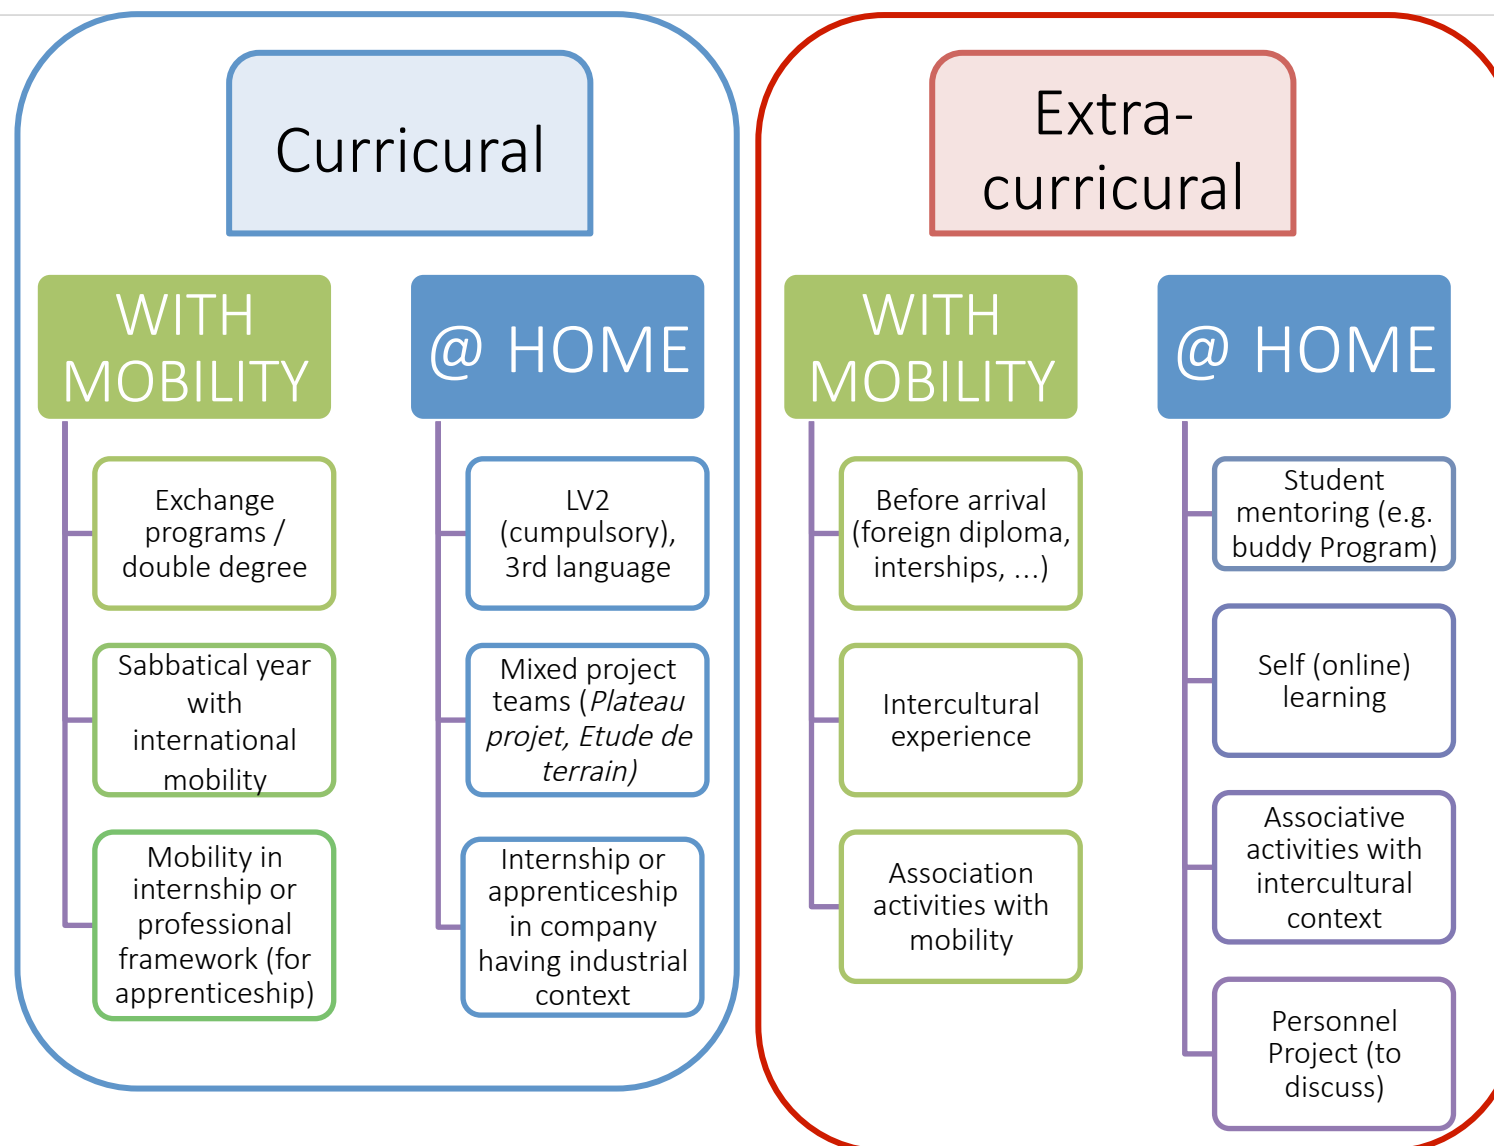 Curricural
WITH
MOBILITY
Exchange
programs /
double degree
Sabbatical year
with
international
mobility
Mobility in
internship or
professional
framework (for
apprenticeship)
@ HOME
LV2
(cumpulsory),
3rd language
Mixed project
teams (Plateau
projet, Etude de
terrain)
Internship or
apprenticeship
in company
having industrial
context
Extra-
curricural
WITH
MOBILITY
Before arrival
(foreign diploma,
interships, ...)
Intercultural
experience
Association
activities with
mobility
@ HOME
Student
mentoring (e.g.
buddy Program)
Self (online)
learning
Associative
activities with
intercultural
context
Personnel
Project (to
discuss)